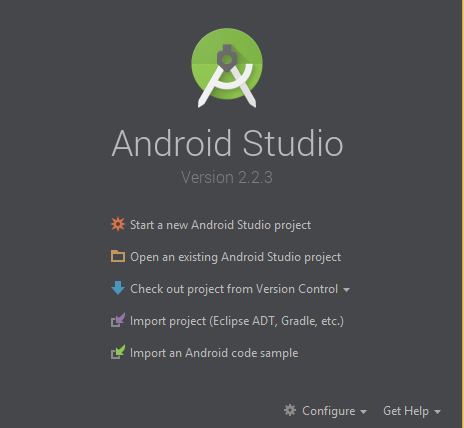 Android Studio
Version 2.2.3
Start a new Android Studio project
Open an existing Android Studio project
Check out project from Version Control
Import project (Eclipse ADT, Gradle, etc.)
Import an Android code sample
Configure Get Help